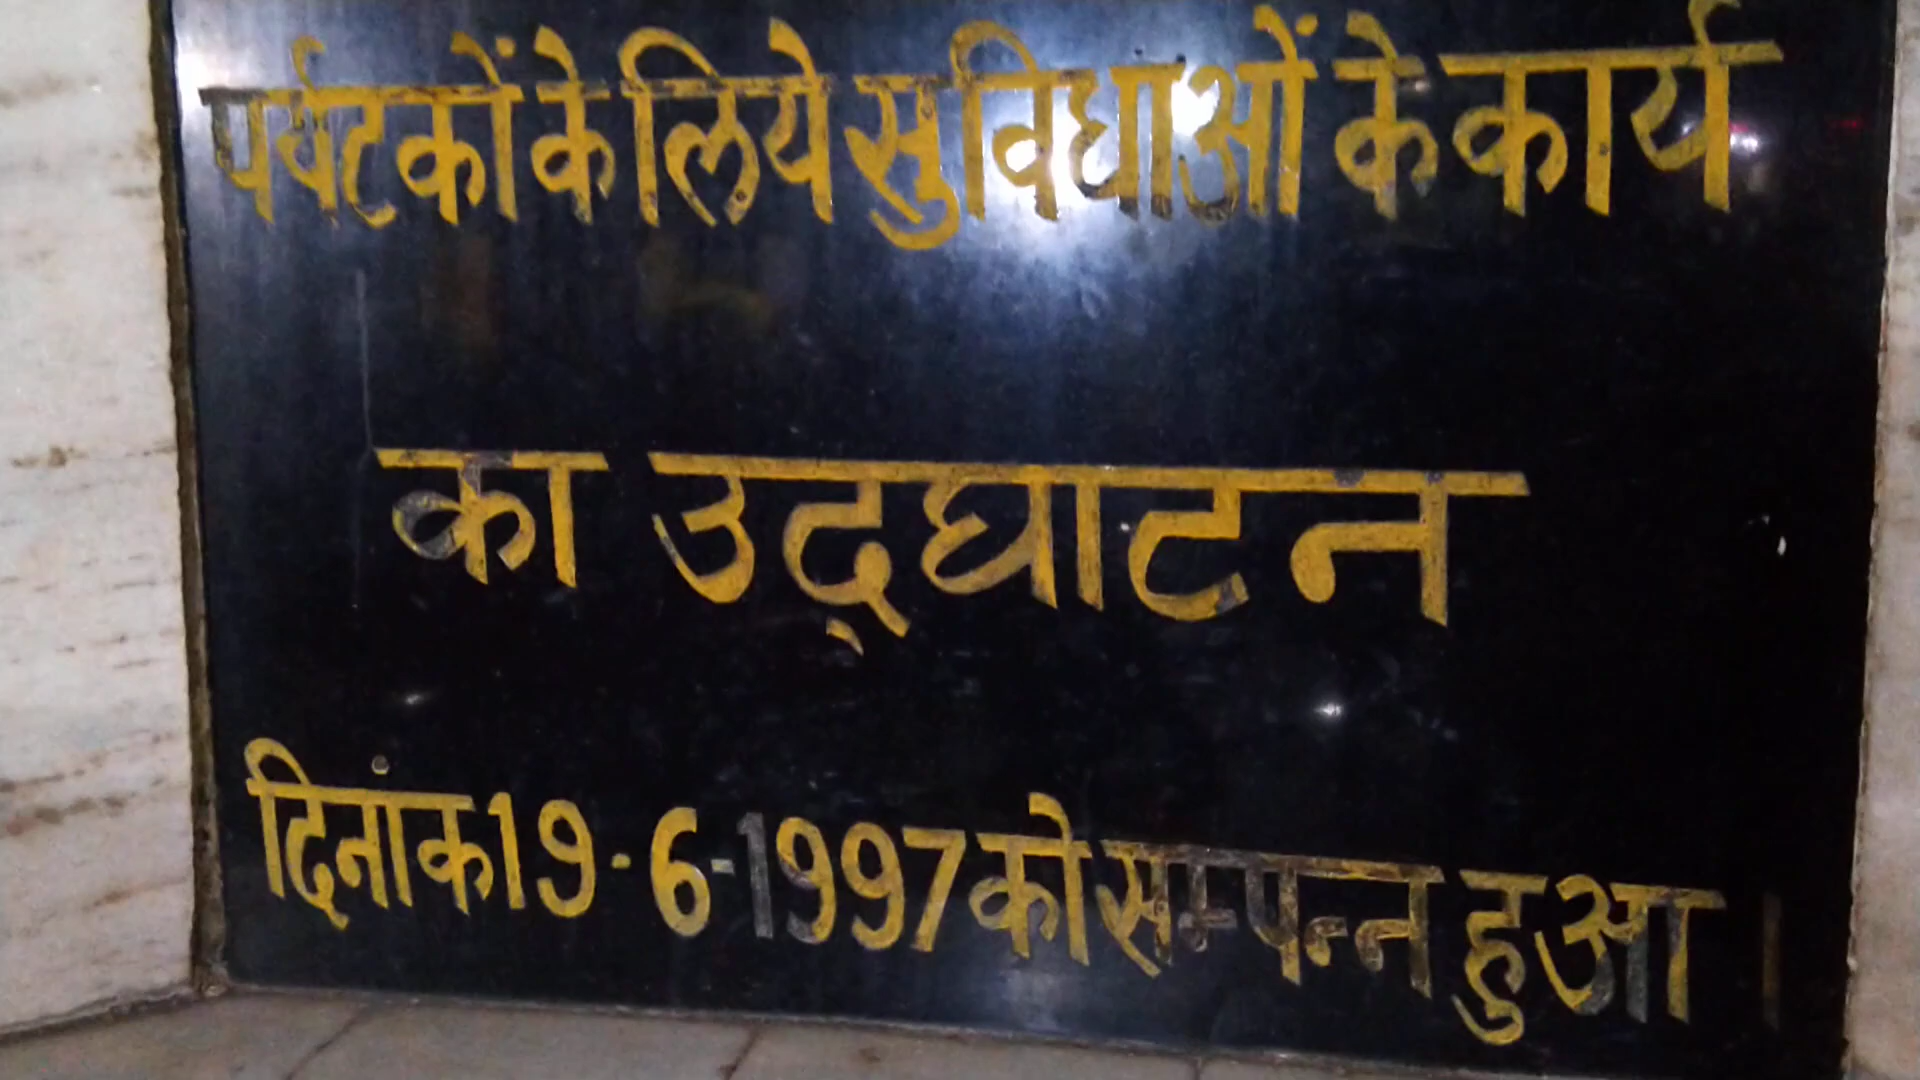 पर्यटकों के लिये सुविधाओं के कार्य
का उद्घाटन
दिनांक 19-6-1997 को सम्पन्न हुआ ।